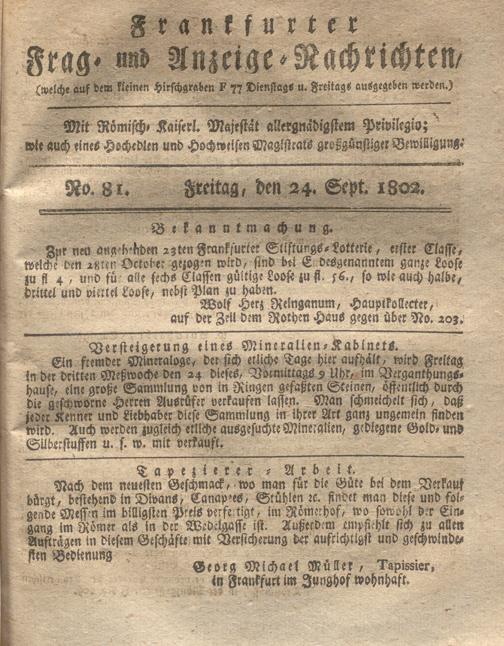 Frankfurter
Frag- und Anzeige-Nachrichten,
(welche auf dem kleinen Hirschgraben F 77 Dienstags u. Freitags ausgegeben werden.)
Mit Römisch-Kaiserl. Majestät allergnädigstem Privilegio;
wie auch eines Hochedlen und Hochweisen Magistrats großgünstiger Bewilligung.
No. 81. Freitag, den 24. Sept. 1802.
Bekanntmachung.
Zur neu angehenden 23ten Frankfurter Stiftungs-Lotterie, erster Classe,
welche den 28ten October gezogen wird, sind bei Endesgenanntem ganze Loose
zu fl 4, und für alle sechs Classen gültige Loose zu fl. 56., so wie auch halbe,
drittel und viertel Loose, nebst Plan zu haben.
Wolf Herz Reinganum, Hauptkollecter,
auf der Zeil dem Rothen Haus gegen über No. 203.
Versteigerung eines Mineralien-Kabinets.
Ein fremder Mineraloge, der sich etliche Tage hier aufhält, wird Freitag
in der dritten Meßwoche den 24 dieses, Vormittags 9 Uhr, im Verganthungs-
hause, eine große Sammlung von in Ringen gefaßten Steinen, öffentlich durch
die geschworne Herren Ausrüfer verkaufen lassen. Man schmeichelt sich, daß
jeder Kenner und Liebhaber diese Sammlung in ihrer Art ganz ungemein finden
wird. Auch werden zugleich etliche ausgesuchte Mineralien, gediegene Gold- und
Silberstuffen u. s. w. mit verkauft.
Tapezierer-Arbeit.
Nach dem neuesten Geschmack, wo man für die Güte bei dem Verkauf
bürgt, bestehend in Divans, Canapees, Stühlen ꝛc. findet man diese und fol-
gende Messen im billigsten Preis verfertigt, im Römerhof, wo sowohl der Ein-
gang im Römer als in der Wedelgasse ist. Außerdem empfiehlt sich zu allen
Aufträgen in diesem Geschäfte mit Versicherung der aufrichtigst und geschwinde-
sten Bedienung
Georg Michael Müller, Tapissier,
in Frankfurt im Junghof wohnhaft.